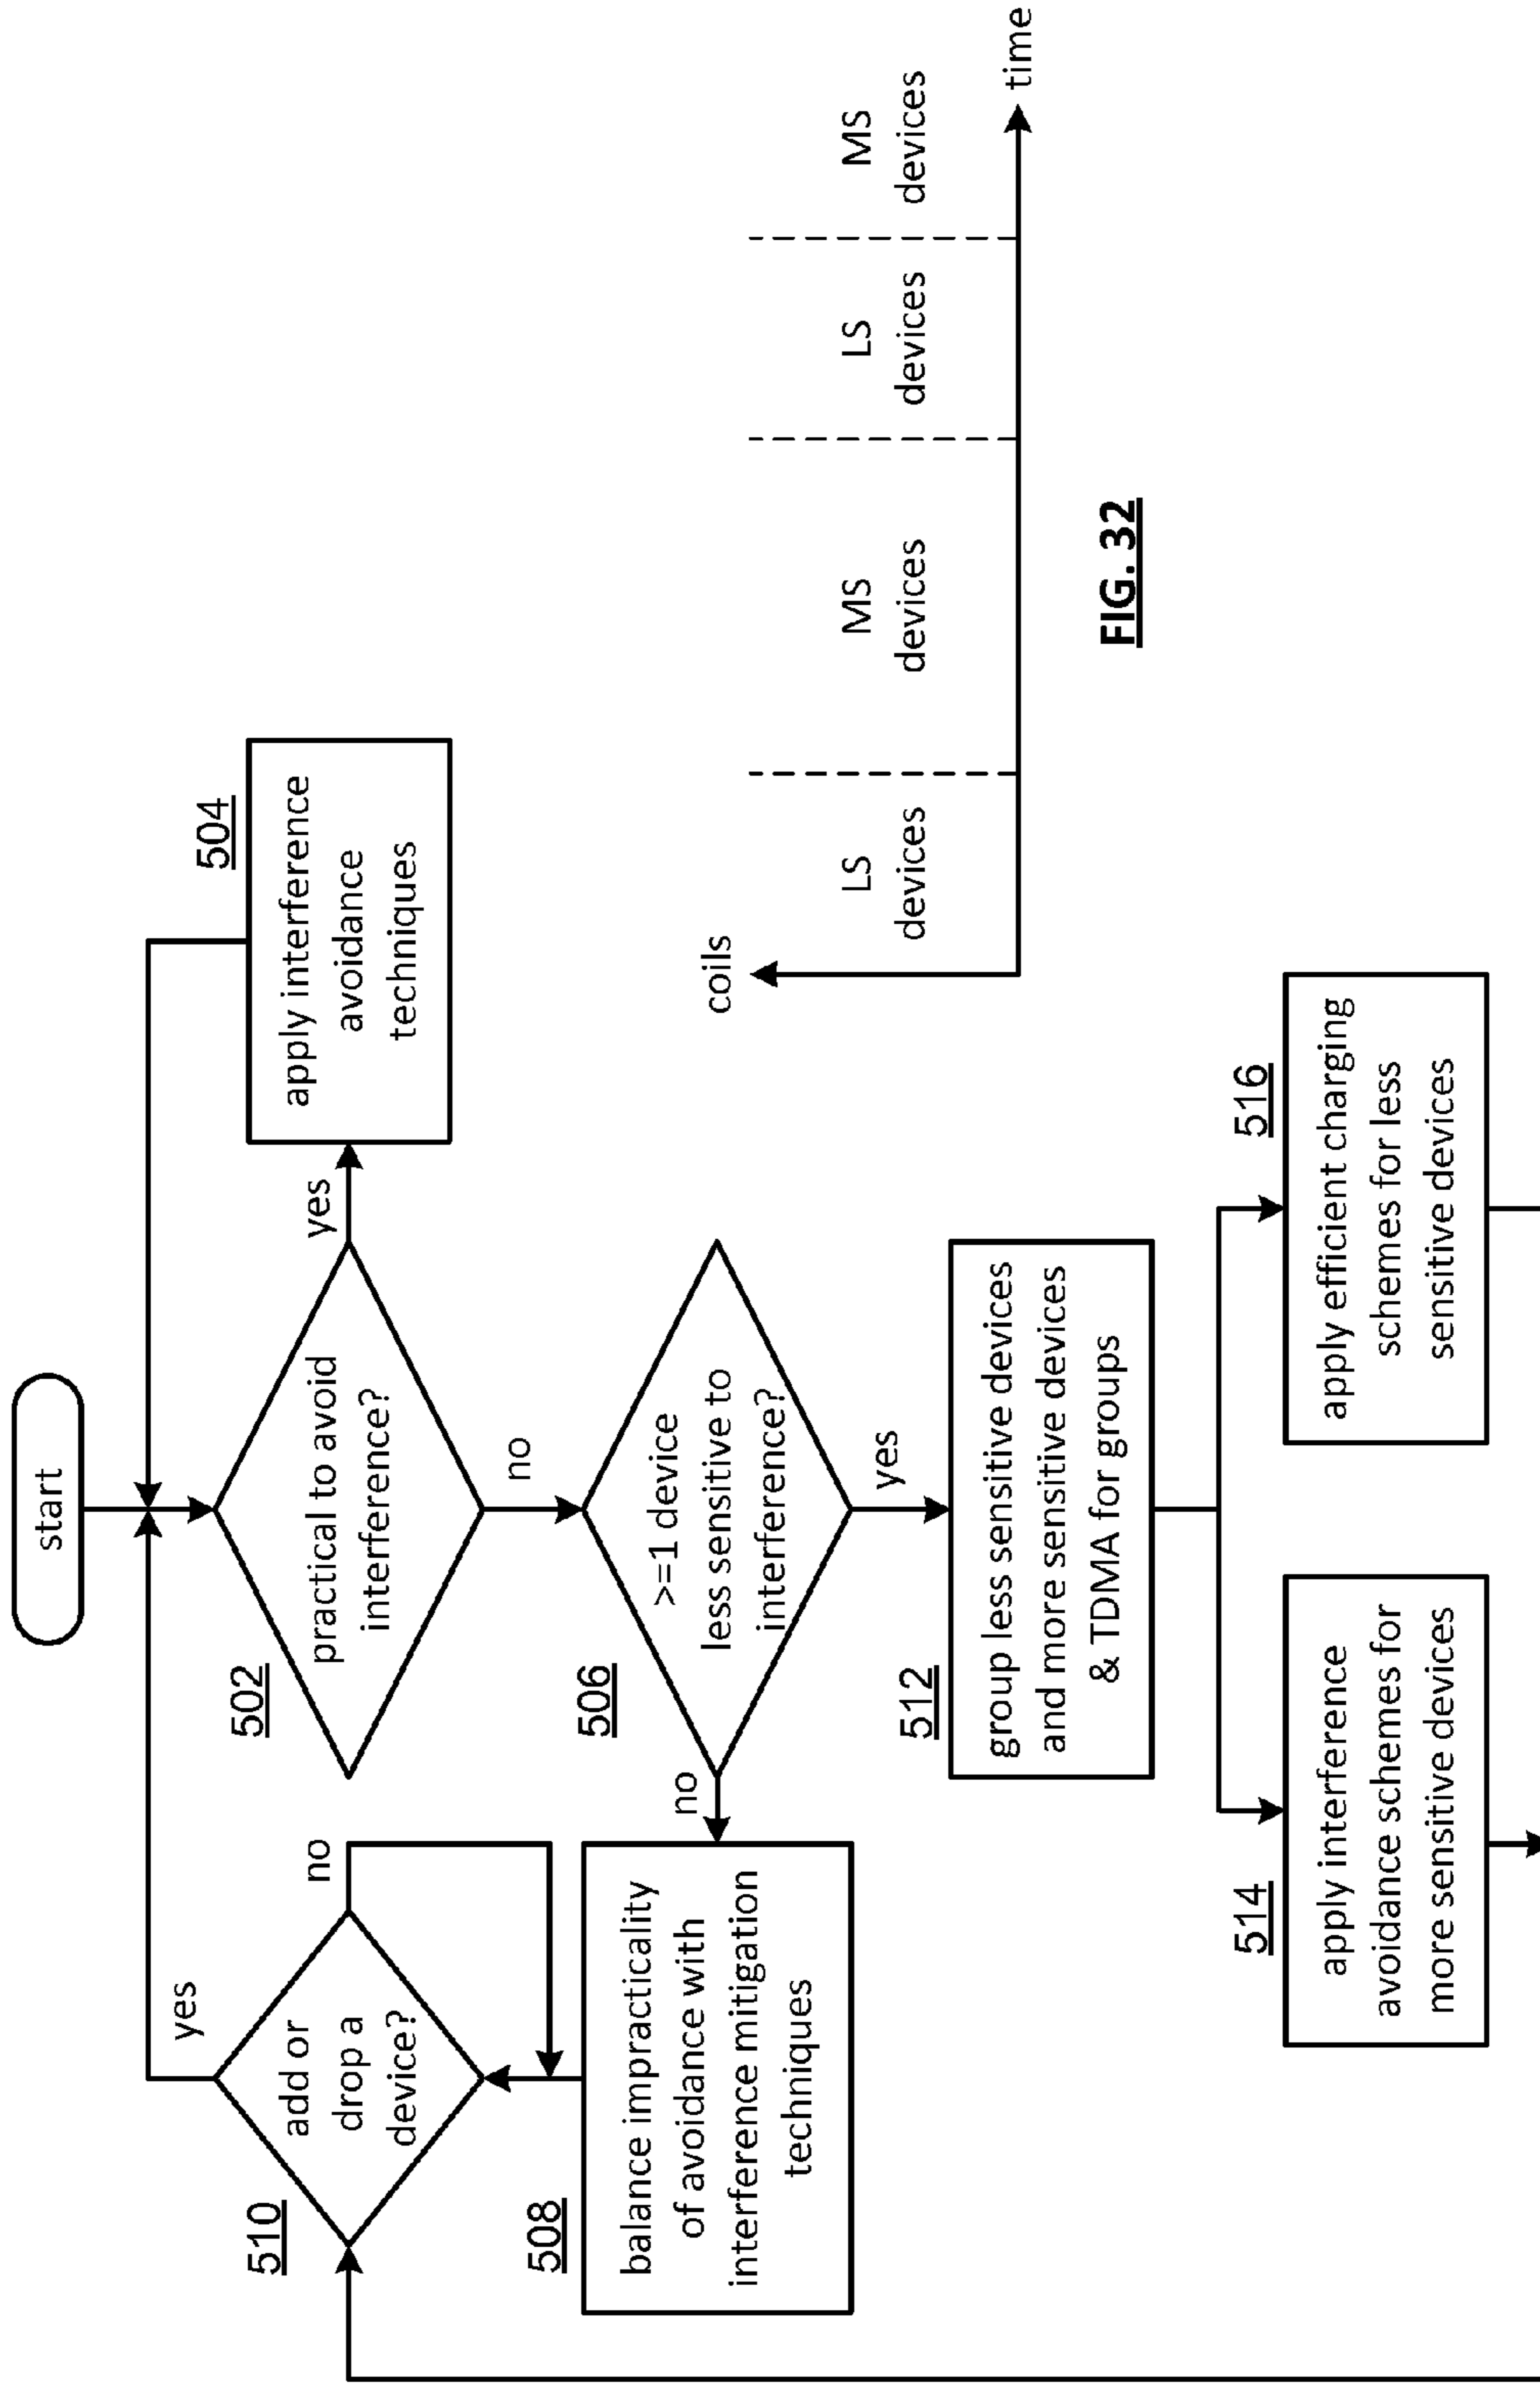 start
502
practical to avoid
interference?
yes
504
apply interference
avoidance
techniques
no
506
>=1 device
less sensitive to
interference?
no
508
balance impracticality
of avoidance with
interference mitigation
techniques
510
add or
drop a
device?
yes
no
yes
512
group less sensitive devices
and more sensitive devices
& TDMA for groups
514
apply interference
avoidance schemes for
more sensitive devices
516
apply efficient charging
schemes for less
sensitive devices
coils
LS
devices
MS
devices
LS
devices
MS
devices
time
FIG. 32